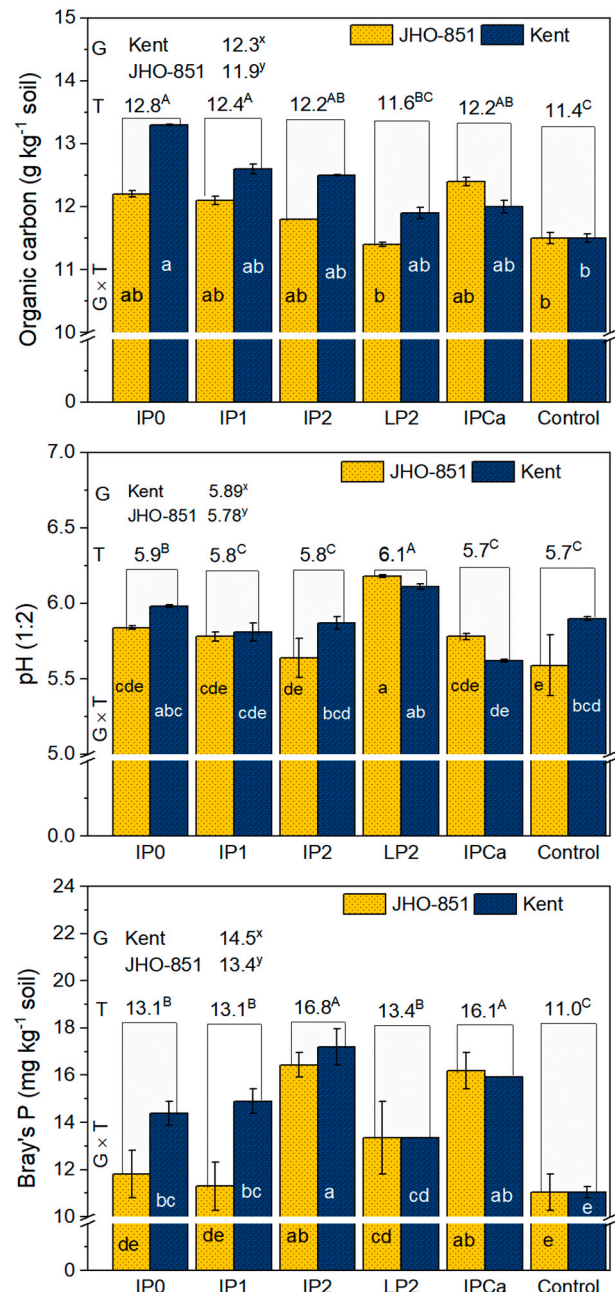 15
JHO-851 Kent
G Kent 12.3ˣ
JHO-851 11.9ʸ
14
T 12.8ᴬ 12.4ᴬ 12.2ᴬᴮ 11.6ᴮᶜ 12.2ᴬᴮ 11.4ꟲ
13
12
11
10
0
Organic carbon (g kg⁻¹ soil)
G × T
ab a ab ab ab ab b ab ab ab b b
IP0 IP1 IP2 LP2 IPCa Control
7.0
JHO-851 Kent
G Kent 5.89ˣ
JHO-851 5.78ʸ
6.5
T 5.9ᴮ 5.8ꟲ 5.8ꟲ 6.1ᴬ 5.7ꟲ 5.7ꟲ
6.0
5.5
5.0
0.0
pH (1:2)
G × T
cde abc cde cde de bcd a ab cde de e bcd
IP0 IP1 IP2 LP2 IPCa Control
24
JHO-851 Kent
22
G Kent 14.5ˣ
JHO-851 13.4ʸ
20
18
T 13.1ᴮ 13.1ᴮ 16.8ᴬ 13.4ᴮ 16.1ᴬ 11.0ꟲ
16
14
12
10
0
Bray's P (mg kg⁻¹ soil)
G × T
de bc de bc ab a cd cd ab ab e e
IP0 IP1 IP2 LP2 IPCa Control